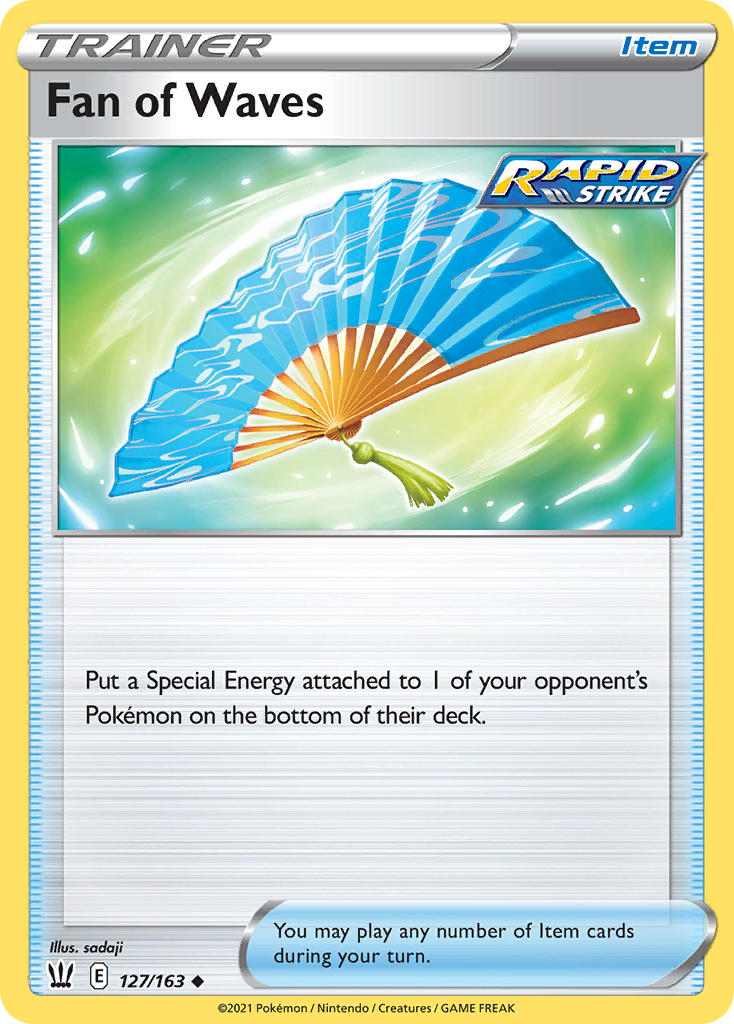 TRAINER Item
Fan of Waves
RAPID
STRIKE
Put a Special Energy attached to 1 of your opponent's
Pokémon on the bottom of their deck.
Illus. sadaji
You may play any number of Item cards
during your turn.
E 127/163
©2021 Pokémon / Nintendo / Creatures / GAME FREAK